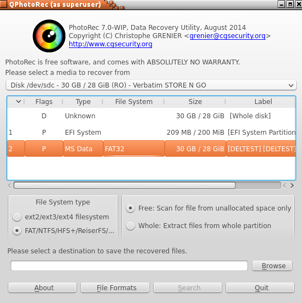 QPhotoRec (as superuser)
PhotoRec 7.0-WIP, Data Recovery Utility, August 2014
Copyright (C) Christophe GRENIER <grenier@cgsecurity.org>
http://www.cgsecurity.org
PhotoRec is free software, and comes with ABSOLUTELY NO WARRANTY.
Please select a media to recover from
Disk /dev/sdc - 30 GB / 28 GiB (RO) - Verbatim STORE N GO
Flags Type File System Size Label
D Unknown 30 GB / 28 GiB [Whole disk]
1 P EFI System 209 MB / 200 MiB [EFI System Partition
2 P MS Data FAT32 30 GB / 28 GiB [DELTEST] [DELTEST]
File System type
ext2/ext3/ext4 filesystem
FAT/NTFS/HFS+/ReiserFS/...
Free: Scan for file from unallocated space only
Whole: Extract files from whole partition
Please select a destination to save the recovered files.
Browse
About File Formats Search Quit